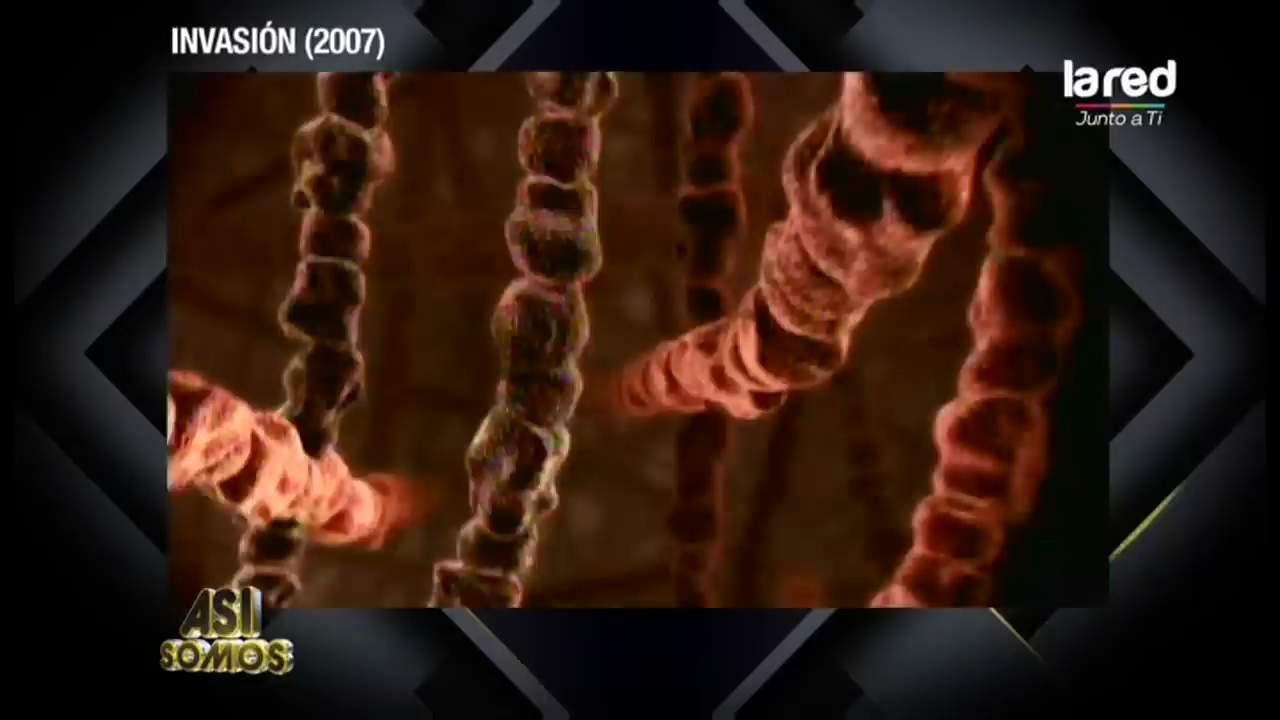 INVASIÓN (2007)
la red
Junto a Ti
ASI
SOMOS